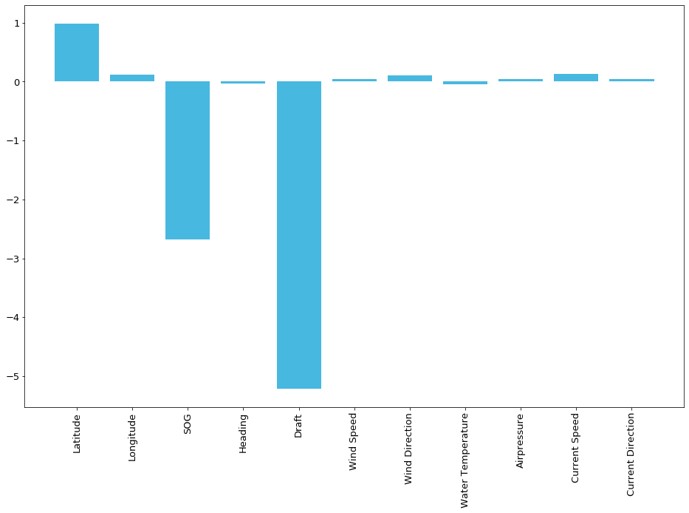 1
0
−1
−2
−3
−4
−5
Latitude
Longitude
SOG
Heading
Draft
Wind Speed
Wind Direction
Water Temperature
Airpressure
Current Speed
Current Direction